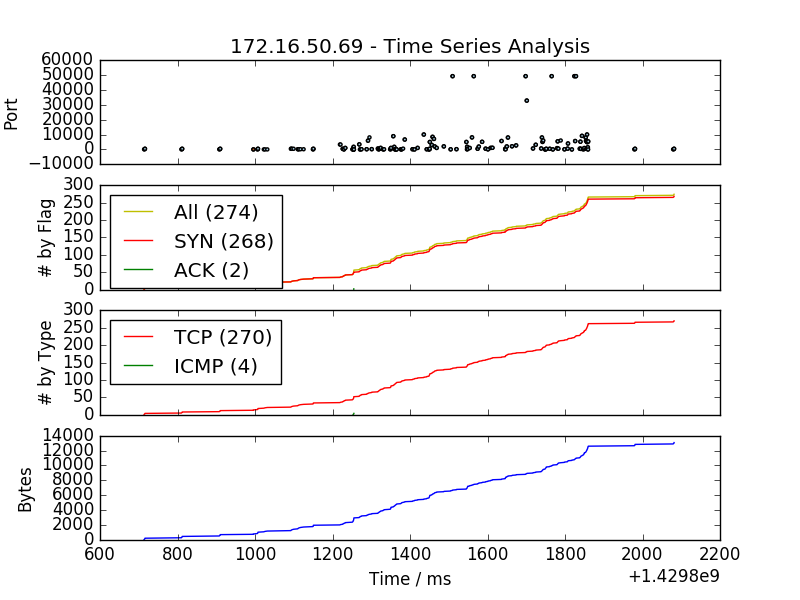 172.16.50.69 - Time Series Analysis
60000
50000
40000
30000
20000
10000
0
−10000
Port
300
250
200
150
100
50
0
# by Flag
All (274)
SYN (268)
ACK (2)
300
250
200
150
100
50
0
# by Type
TCP (270)
ICMP (4)
14000
12000
10000
8000
6000
4000
2000
0
Bytes
600 800 1000 1200 1400 1600 1800 2000 2200
Time / ms
+1.4298e9